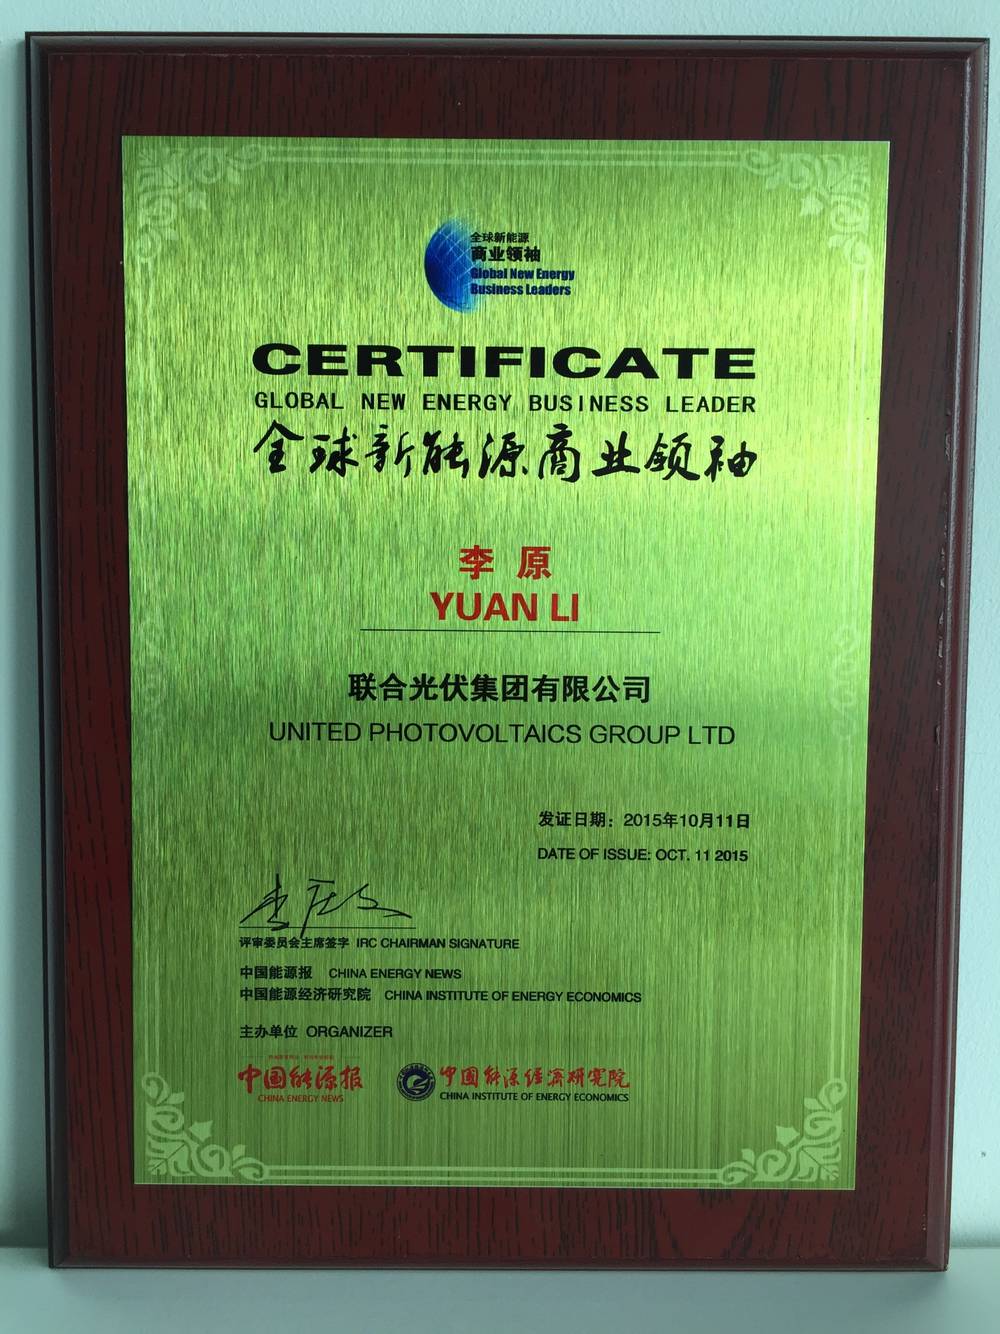 全球新能源
商业领袖
Global New Energy
Business Leaders
CERTIFICATE
GLOBAL NEW ENERGY BUSINESS LEADER
全球新能源商业领袖
李 原
YUAN LI
联合光伏集团有限公司
UNITED PHOTOVOLTAICS GROUP LTD
发证日期：2015年10月11日
DATE OF ISSUE: OCT. 11 2015
评审委员会主席签字 IRC CHAIRMAN SIGNATURE
中国能源报 CHINA ENERGY NEWS
中国能源经济研究院 CHINA INSTITUTE OF ENERGY ECONOMICS
主办单位 ORGANIZER
中国能源报
CHINA ENERGY NEWS
中国能源经济研究院
CHINA INSTITUTE OF ENERGY ECONOMICS